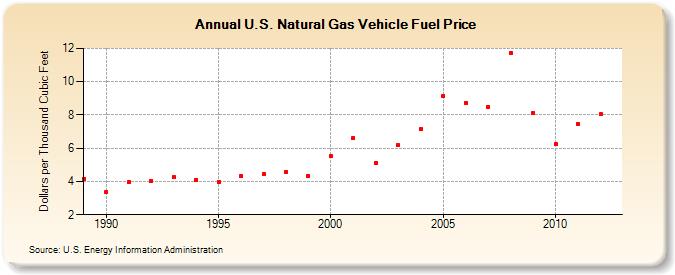 Annual U.S. Natural Gas Vehicle Fuel Price
Dollars per Thousand Cubic Feet
12
10
8
6
4
2
1990 1995 2000 2005 2010
Source: U.S. Energy Information Administration